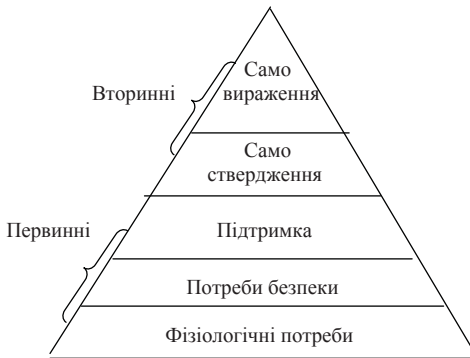 Само
вираження
Вторинні
Само
ствердження
Первинні
Підтримка
Потреби безпеки
Фізіологічні потреби